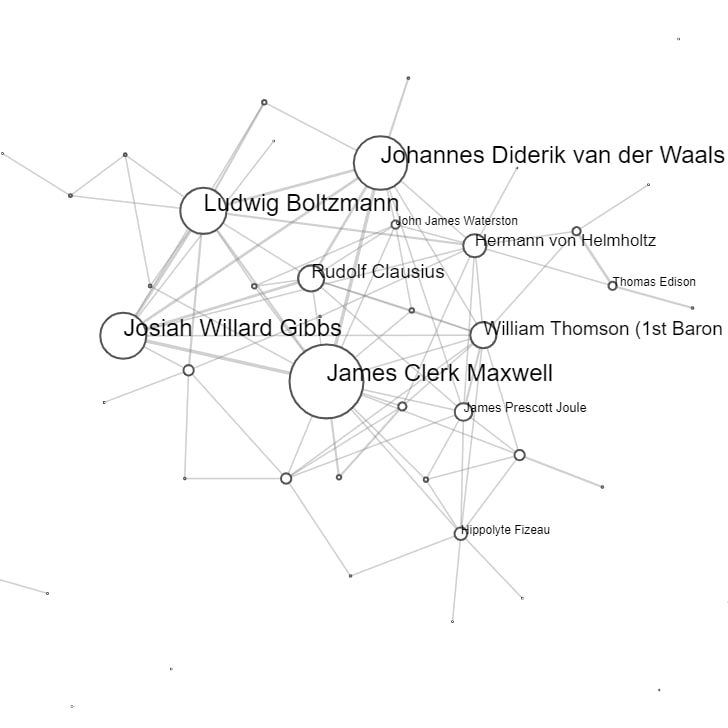 Johannes Diderik van der Waals
Ludwig Boltzmann
John James Waterston
Hermann von Helmholtz
Rudolf Clausius
Thomas Edison
Josiah Willard Gibbs
William Thomson (1st Baron
James Clerk Maxwell
James Prescott Joule
Hippolyte Fizeau